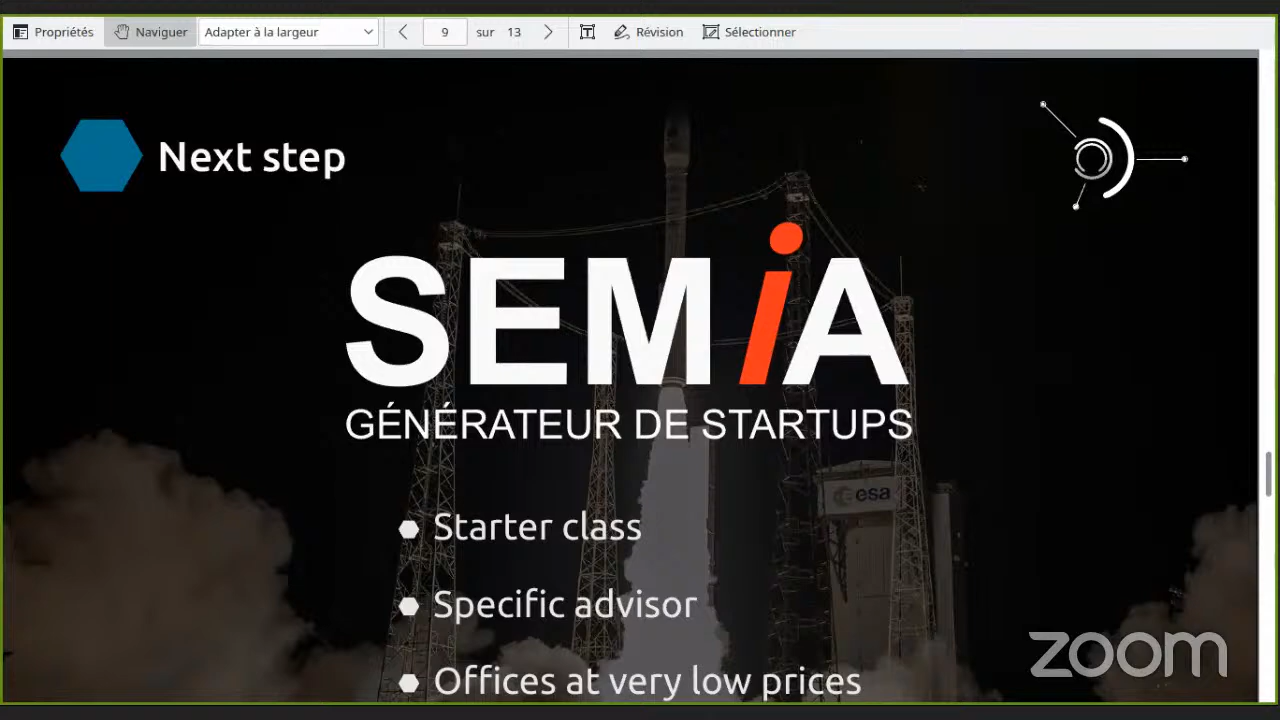 Propriétés Naviguer Adapter à la largeur 9 sur 13 Révision Sélectionner
Next step
SEMiA
GÉNÉRATEUR DE STARTUPS
esa
Starter class
Specific advisor
Offices at very low prices
zoom